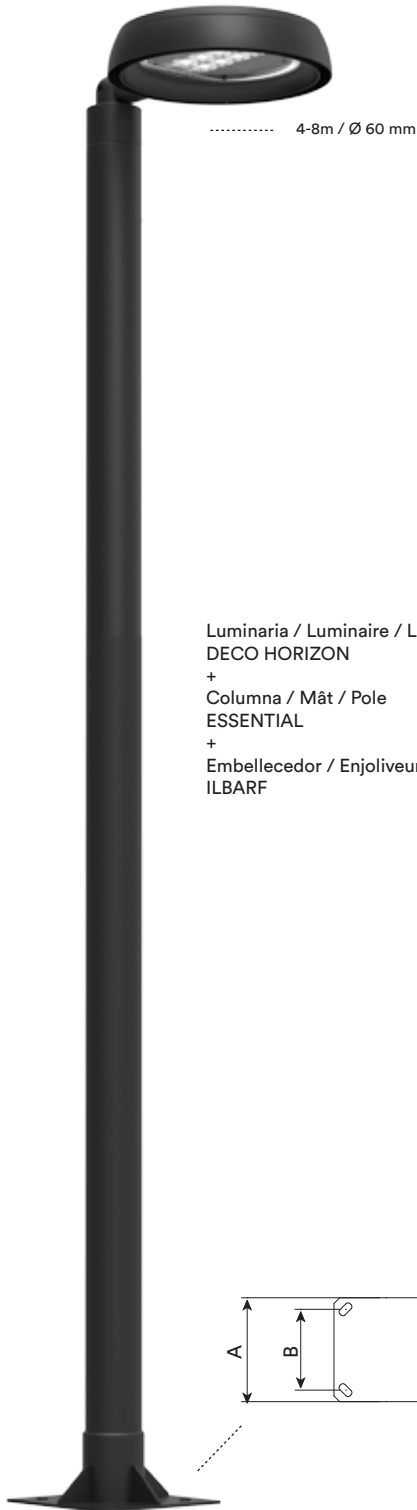 4-8m / Ø 60 mm
Luminaria / Luminaire /
DECO HORIZON
+
Columna / Mât / Pole
ESSENTIAL
+
Embellecedor / Enjoliveur
ILBARF
A
B